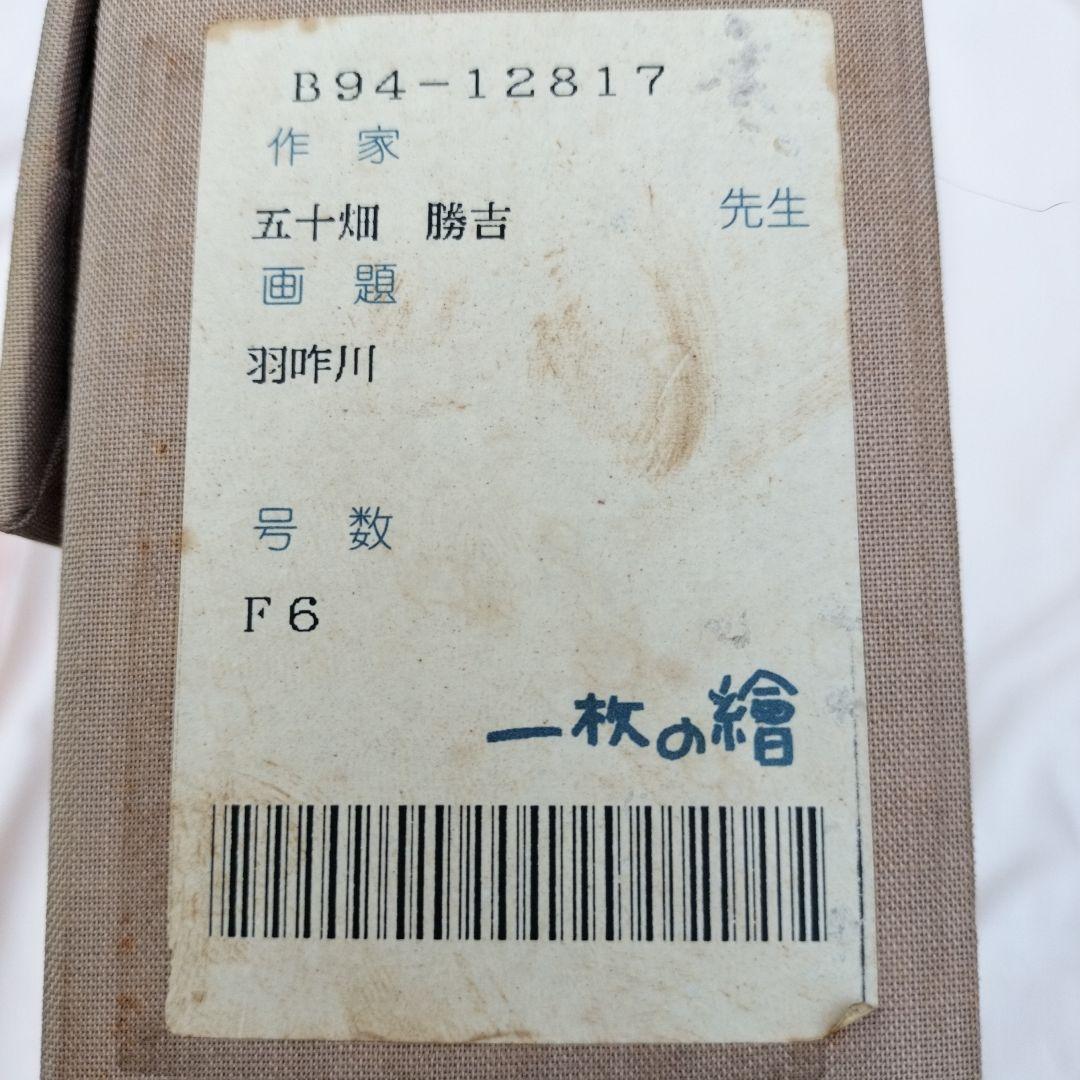 B94-12817
作 家
五十畑 勝吉 先生
画 題
羽咋川
号 数
F6
一枚の繪